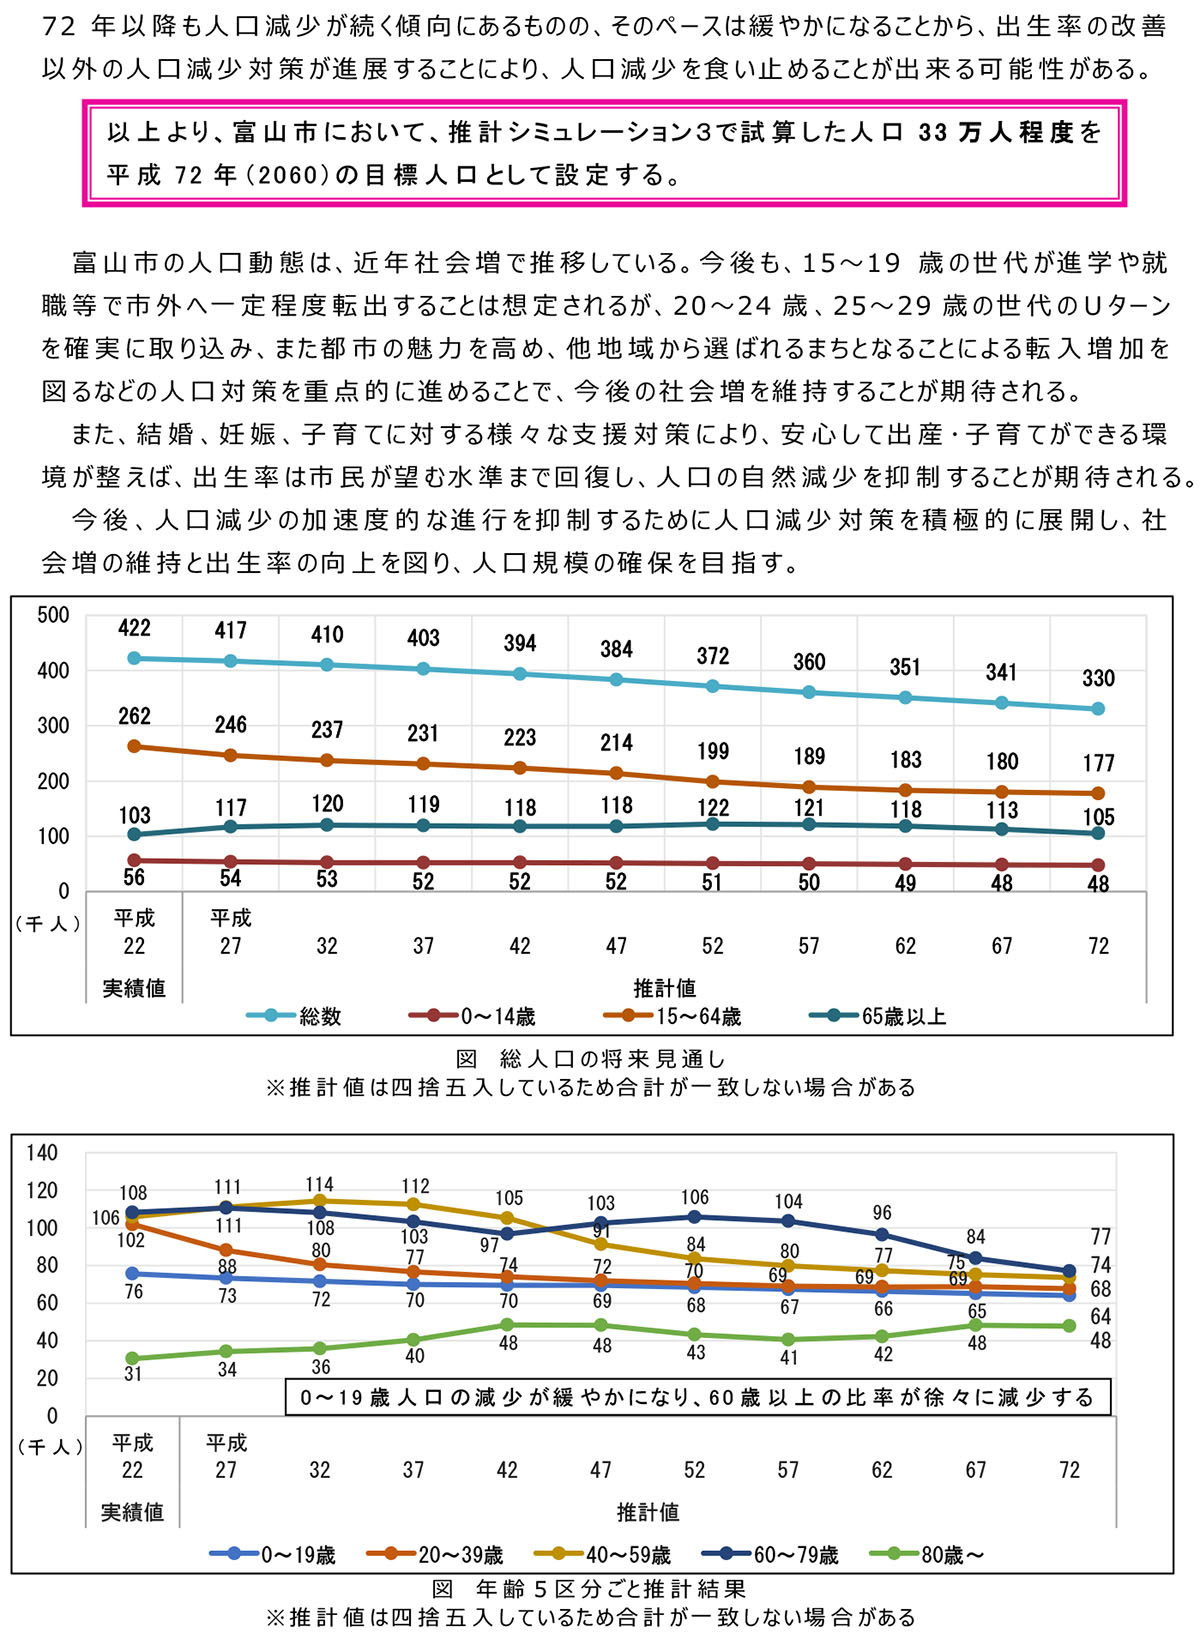 72 年以降も人口減少が続く傾向にあるものの、そのペースは緩やかになることから、出生率の改善
以外の人口減少対策が進展することにより、人口減少を食い止めることが出来る可能性がある。
以上より、富山市において、推計シミュレーション3で試算した人口 33 万人程度を
平成 72 年（2060）の目標人口として設定する。
富山市の人口動態は、近年社会増で推移している。今後も、15～19 歳の世代が進学や就
職等で市外へ一定程度転出することは想定されるが、20～24 歳、25～29 歳の世代のUターン
を確実に取り込み、また都市の魅力を高め、他地域から選ばれるまちとなることによる転入増加を
図るなどの人口対策を重点的に進めることで、今後の社会増を維持することが期待される。
また、結婚、妊娠、子育てに対する様々な支援対策により、安心して出産・子育てができる環
境が整えば、出生率は市民が望む水準まで回復し、人口の自然減少を抑制することが期待される。
今後、人口減少の加速度的な進行を抑制するために人口減少対策を積極的に展開し、社
会増の維持と出生率の向上を図り、人口規模の確保を目指す。
500
400
300
200
100
0
422 417 410 403 394 384 372 360 351 341 330
262 246 237 231 223 214 199 189 183 180 177
103 117 120 119 118 118 122 121 118 113 105
56 54 53 52 52 52 51 50 49 48 48
（千人）
平成 平成
22 27 32 37 42 47 52 57 62 67 72
実績値 推計値
総数 0～14歳 15～64歳 65歳以上
図 総人口の将来見通し
※推計値は四捨五入しているため合計が一致しない場合がある
140
120
100
80
60
40
20
0
108 111 108 103 97 103 106 104 96 84 77
106 111 114 112 105 91 84 80 77 75 74
102 88 80 77 74 72 70 69 69 69 68
76 73 72 70 70 69 68 67 66 65 64
31 34 36 40 48 48 43 41 42 48 48
0～19歳人口の減少が緩やかになり、60歳以上の比率が徐々に減少する
（千人）
平成 平成
22 27 32 37 42 47 52 57 62 67 72
実績値 推計値
0～19歳 20～39歳 40～59歳 60～79歳 80歳～
図 年齢５区分ごと推計結果
※推計値は四捨五入しているため合計が一致しない場合がある